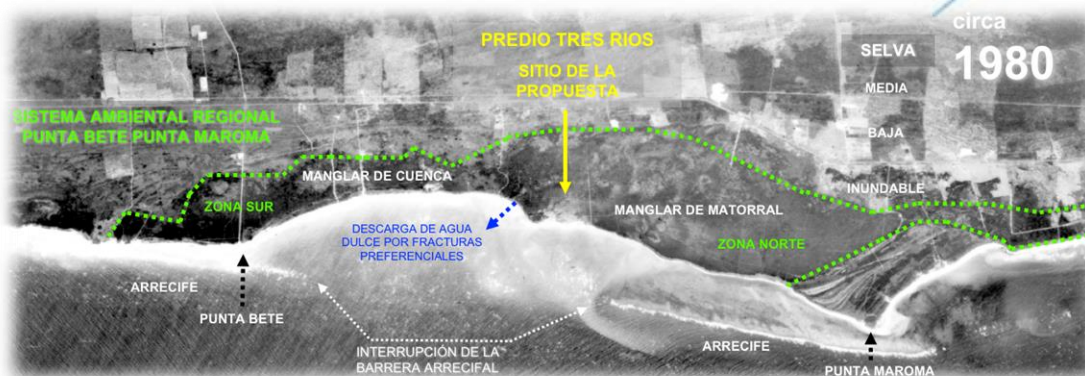 circa
1980
PREDIO TRES RIOS
SITIO DE LA
PROPUESTA
SELVA
MEDIA
BAJA
INUNDABLE
SISTEMA AMBIENTAL REGIONAL
PUNTA BETE PUNTA MAROMA
MANGLAR DE CUENCA
ZONA SUR
MANGLAR DE MATORRAL
DESCARGA DE AGUA
DULCE POR FRACTURAS
PREFERENCIALES
ZONA NORTE
ARRECIFE
PUNTA BETE
INTERRUPCIÓN DE LA
BARRERA ARRECIFAL
ARRECIFE
PUNTA MAROMA